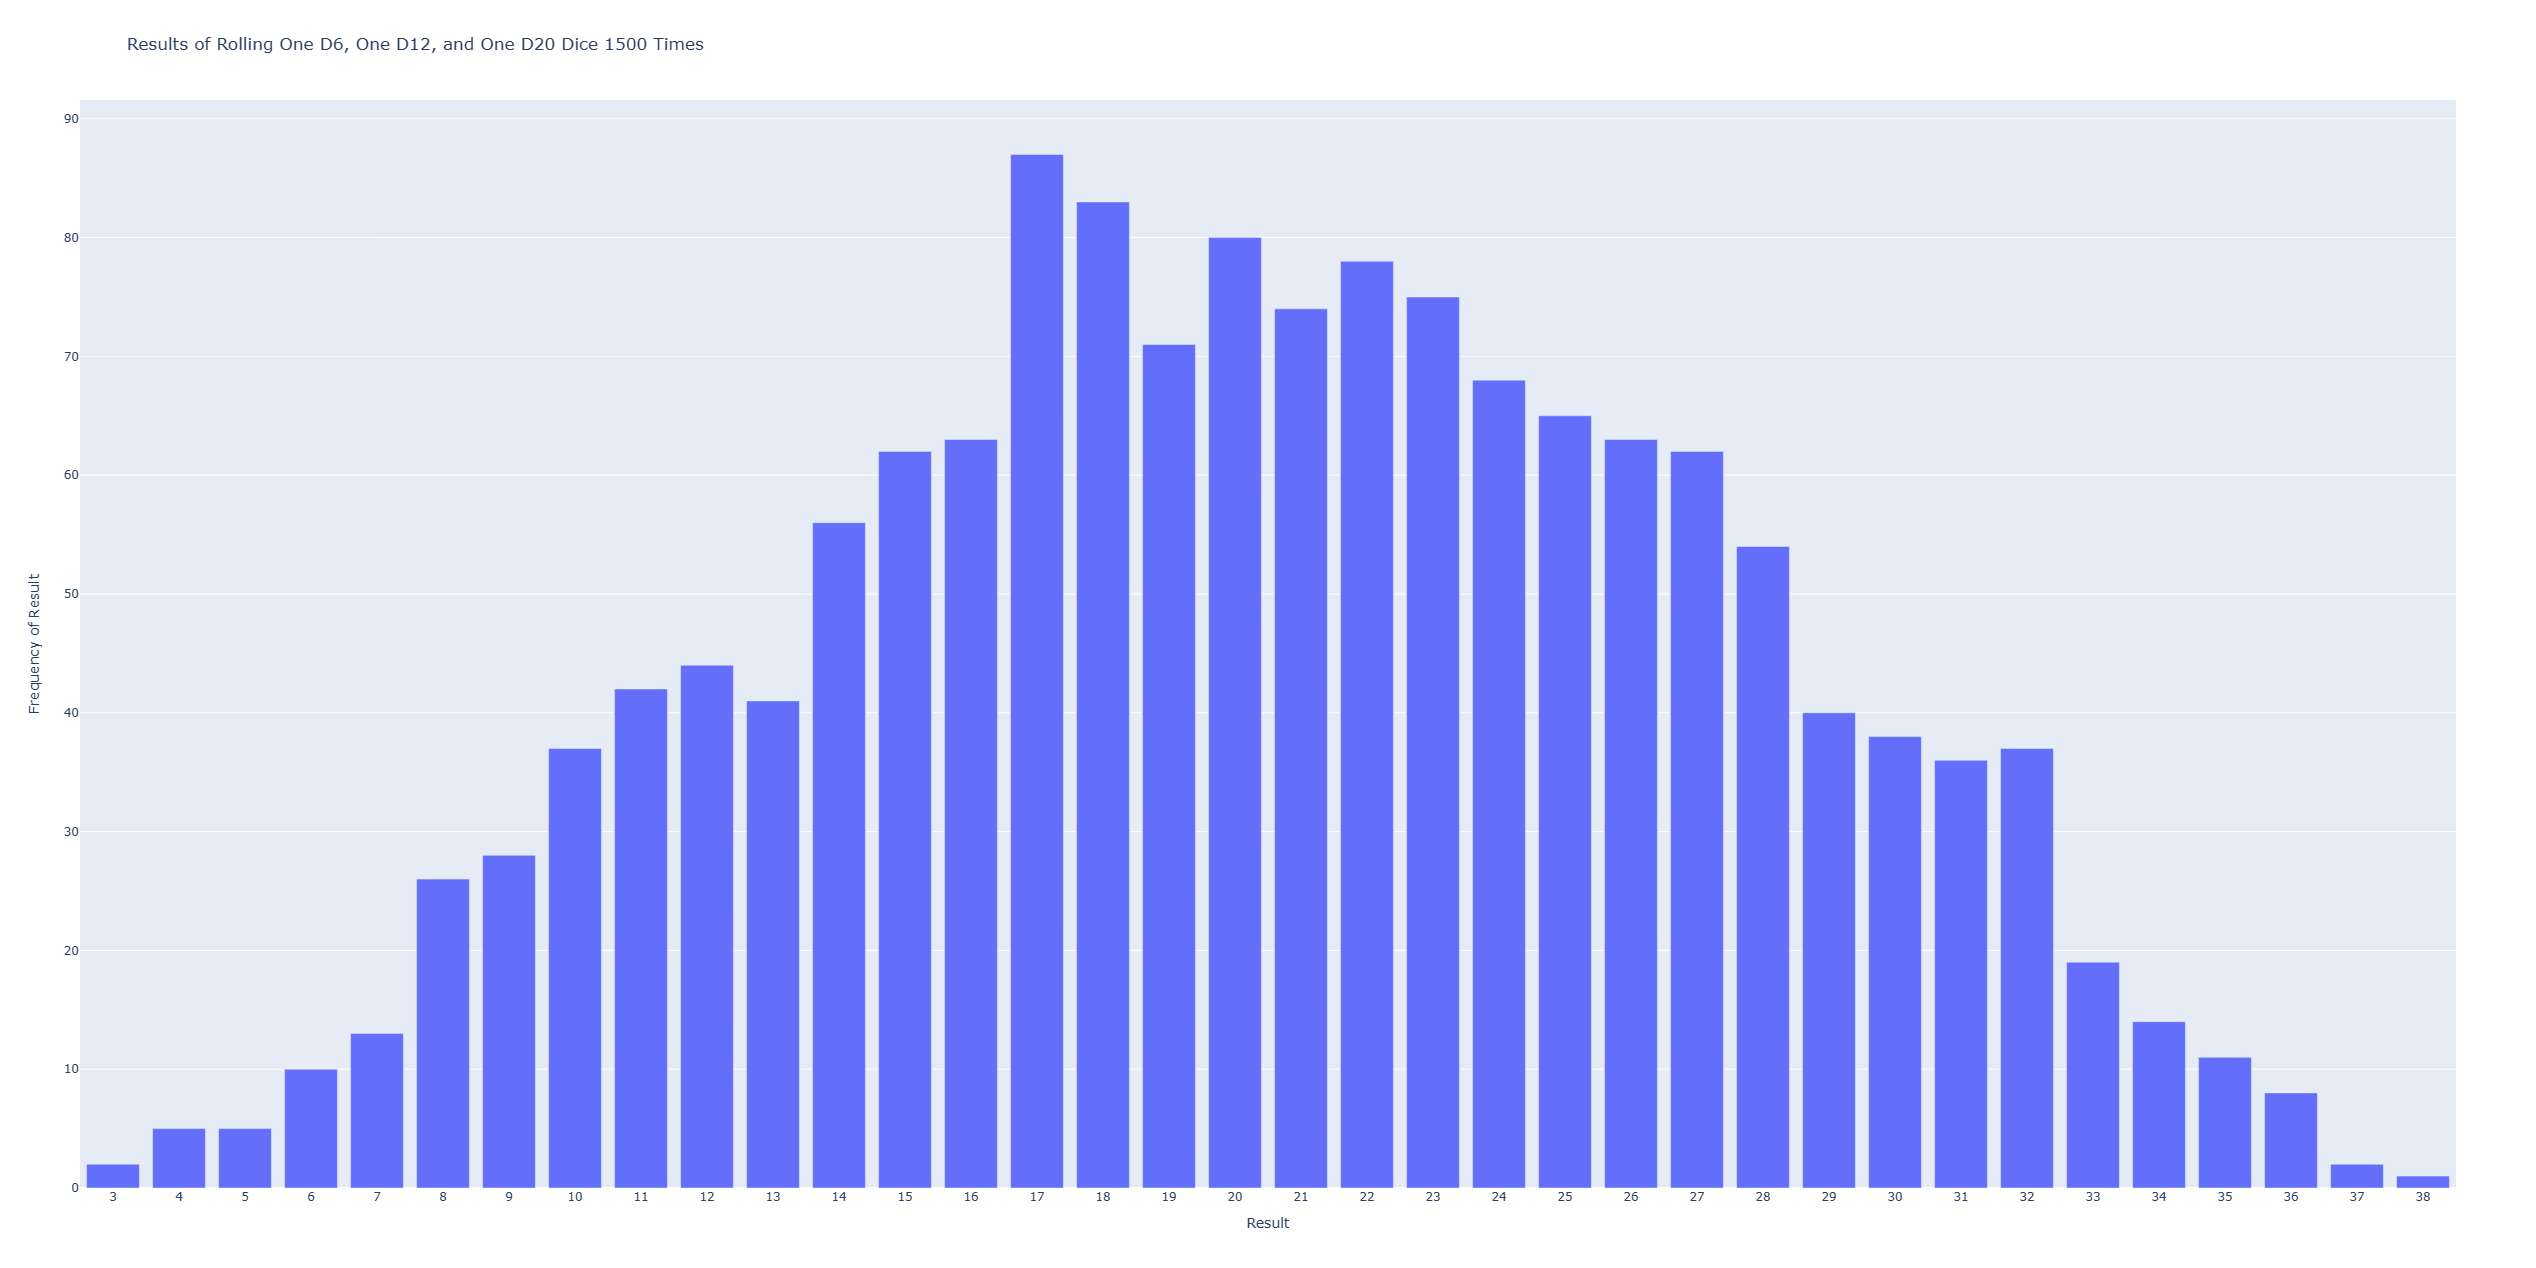 Results of Rolling One D6, One D12, and One D20 Dice 1500 Times
90
80
70
60
50
40
30
20
10
0
Frequency of Result
3 4 5 6 7 8 9 10 11 12 13 14 15 16 17 18 19 20 21 22 23 24 25 26 27 28 29 30 31 32 33 34 35 36 37 38
Result